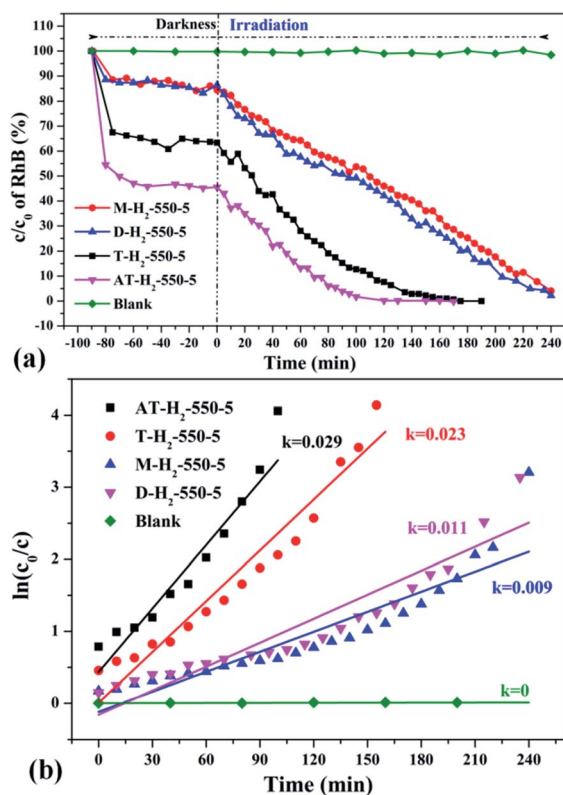 Darkness Irradiation
c/c₀ of RhB (%)
110
100
90
80
70
60
50
40
30
20
10
0
-10
M-H₂-550-5
D-H₂-550-5
T-H₂-550-5
AT-H₂-550-5
Blank
-100 -80 -60 -40 -20 0 20 40 60 80 100 120 140 160 180 200 220 240
(a) Time (min)
ln(c₀/c)
4
3
2
1
0
AT-H₂-550-5
T-H₂-550-5
M-H₂-550-5
D-H₂-550-5
Blank
k=0.029
k=0.023
k=0.011
k=0.009
k=0
0 30 60 90 120 150 180 210 240
(b) Time (min)